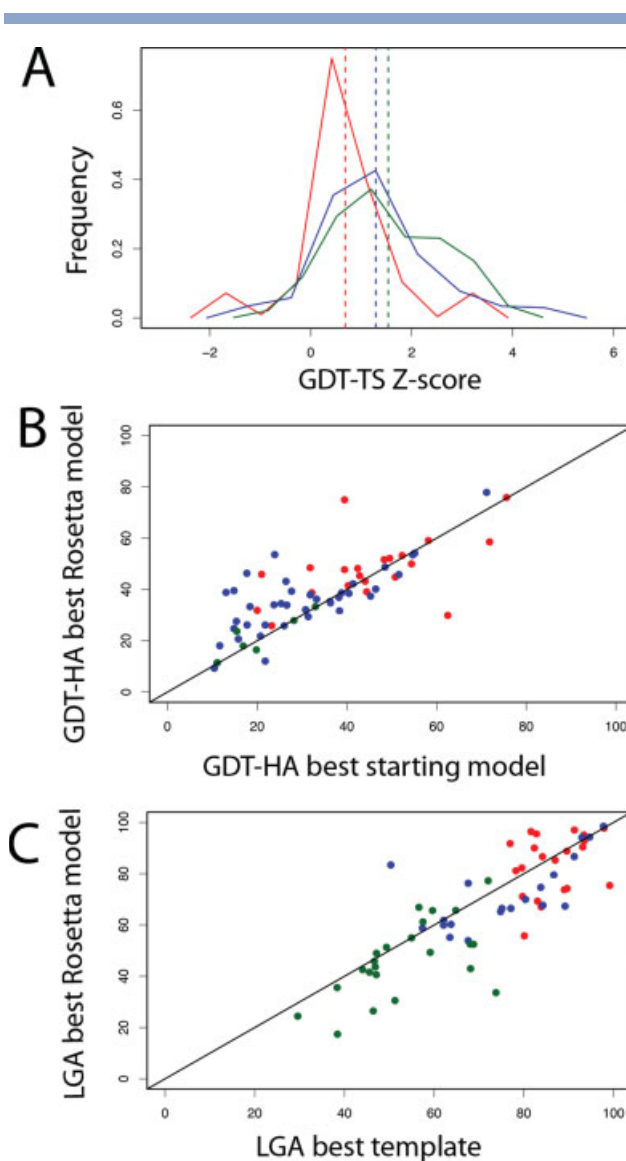 A
Frequency
0.0 0.2 0.4 0.6
−2 0 2 4 6
GDT-TS Z-score
B
GDT-HA best Rosetta model
0 20 40 60 80 100
0 20 40 60 80 100
GDT-HA best starting model
C
LGA best Rosetta model
0 20 40 60 80 100
0 20 40 60 80 100
LGA best template